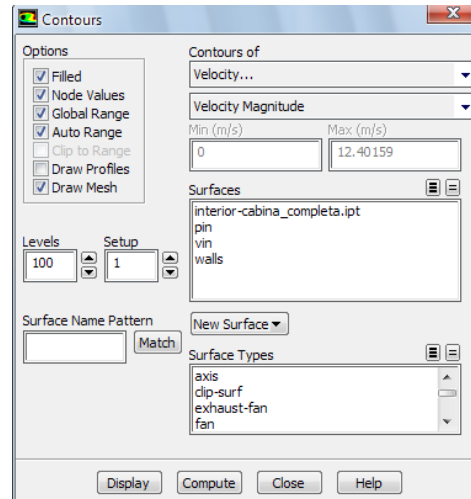 Contours
Options
Filled
Node Values
Global Range
Auto Range
Clip to Range
Draw Profiles
Draw Mesh
Levels Setup
100 1
Surface Name Pattern
Match
Contours of
Velocity...
Velocity Magnitude
Min (m/s) Max (m/s)
0 12.40159
Surfaces
interior-cabina_completa.ipt
pin
vin
walls
New Surface
Surface Types
axis
clip-surf
exhaust-fan
fan
Display Compute Close Help